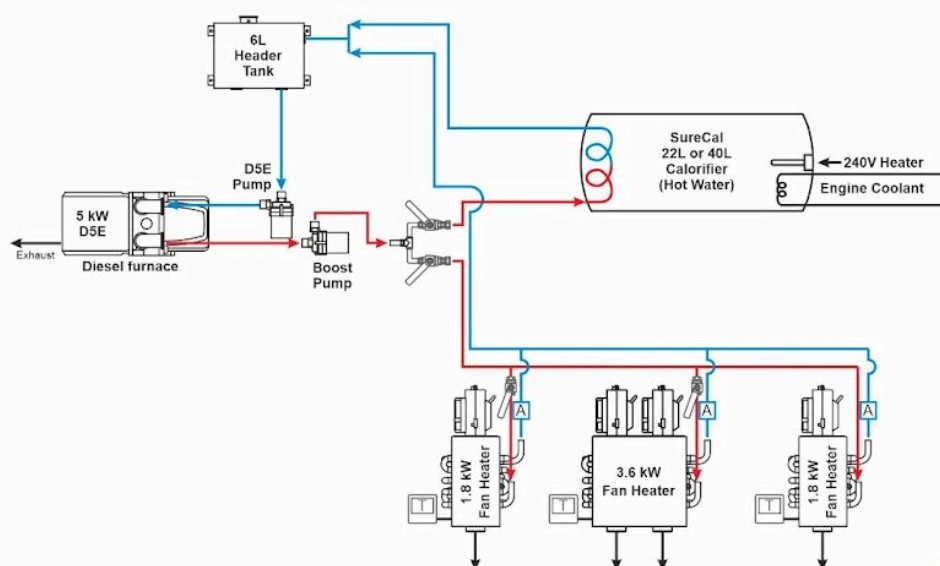 6L
Header
Tank
SureCal
22L or 40L
Calorifier
(Hot Water)
240V Heater
Engine Coolant
D5E
Pump
5 kW
D5E
Exhaust
Diesel furnace
Boost
Pump
A
A
A
1.8 kW
Fan Heater
3.6 kW
Fan Heater
1.8 kW
Fan Heater
T
T
T